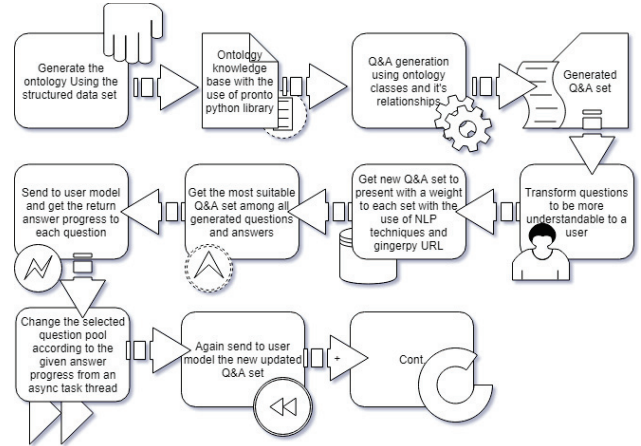 Generate the
ontology Using the
structured data set
Ontology
knowledge
base with the
use of pronto
python library
Q&A generation
using ontology
classes and it's
relationships
Generated
Q&A set
Send to user model
and get the return
answer progress to
each question
Get the most suitable
Q&A set among all
generated questions
and answers
Get new Q&A set to
present with a weight
to each set with the
use of NLP
techniques and
gingerpy URL
Transform questions
to be more
understandable to a
user
Change the selected
question pool
according to the
given answer
progress from an
async task thread
Again send to user
model the new updated
Q&A set
+
Cont.